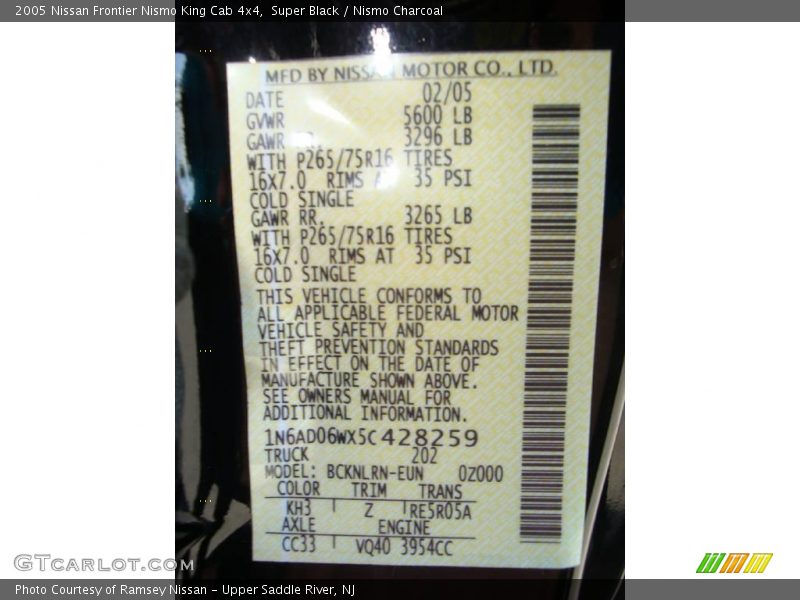 2005 Nissan Frontier Nismo King Cab 4x4,  Super Black / Nismo Charcoal
MFD BY NISSAN MOTOR CO., LTD.
DATE 02/05
GVWR 5600 LB
GAWR 3296 LB
WITH P265/75R16 TIRES
16X7.0 RIMS AT 35 PSI
COLD SINGLE
GAWR RR. 3265 LB
WITH P265/75R16 TIRES
16X7.0 RIMS AT 35 PSI
COLD SINGLE
THIS VEHICLE CONFORMS TO
ALL APPLICABLE FEDERAL MOTOR
VEHICLE SAFETY AND
THEFT PREVENTION STANDARDS
IN EFFECT ON THE DATE OF
MANUFACTURE SHOWN ABOVE.
SEE OWNERS MANUAL FOR
ADDITIONAL INFORMATION.
1N6AD06WX5C428259
TRUCK 202
MODEL: BCKNLRN-EUN 0Z000
COLOR TRIM TRANS
KH3 Z RE5R05A
AXLE ENGINE
CC33 VQ40 3954CC
GTCarLot.com
Photo Courtesy of Ramsey Nissan - Upper Saddle River, NJ